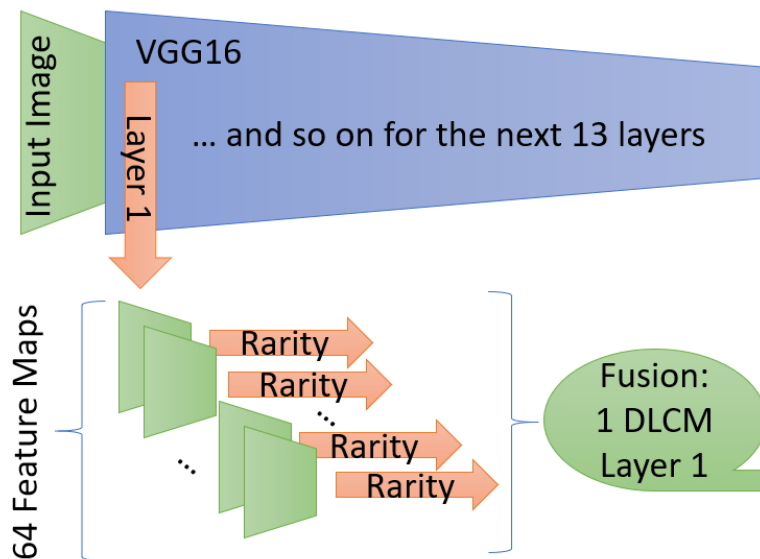 Input Image
VGG16
Layer 1
... and so on for the next 13 layers
64 Feature Maps
Rarity
Rarity
...
Rarity
...
Rarity
Fusion:
1 DLCM
Layer 1